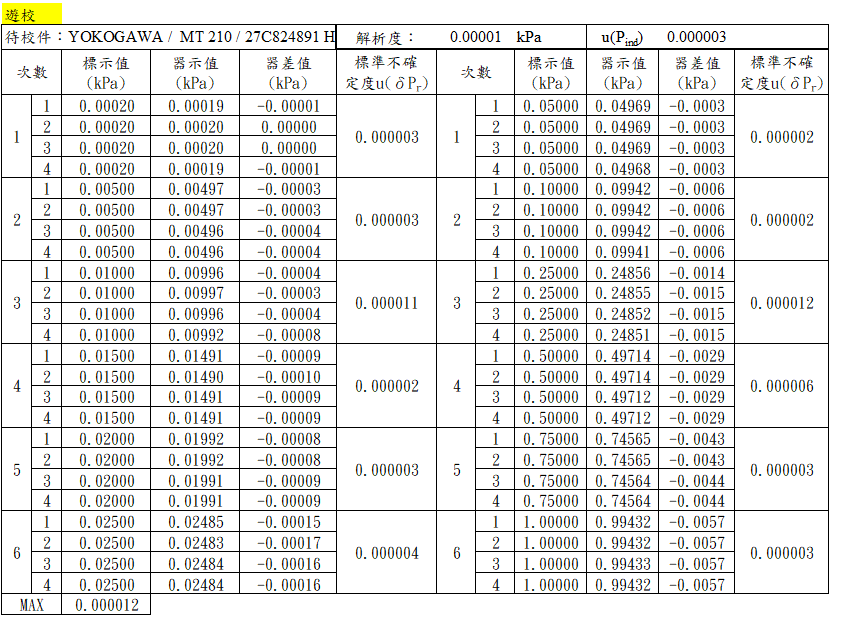 遊校
待校件：YOKOGAWA / MT 210 / 27C824891 H 解析度： 0.00001 kPa u(Pind) 0.000003
次數 標示值 (kPa) 器示值 (kPa) 器差值 (kPa) 標準不確定度u(δPr) 次數 標示值 (kPa) 器示值 (kPa) 器差值 (kPa) 標準不確定度u(δPr)
1 1 0.00020 0.00019 -0.00001 0.000003 1 1 0.05000 0.04969 -0.0003 0.000002
2 0.00020 0.00020 0.00000 2 0.05000 0.04969 -0.0003
3 0.00020 0.00020 0.00000 3 0.05000 0.04969 -0.0003
4 0.00020 0.00019 -0.00001 4 0.05000 0.04968 -0.0003
2 1 0.00500 0.00497 -0.00003 0.000003 2 1 0.10000 0.09942 -0.0006 0.000002
2 0.00500 0.00497 -0.00003 2 0.10000 0.09942 -0.0006
3 0.00500 0.00496 -0.00004 3 0.10000 0.09942 -0.0006
4 0.00500 0.00496 -0.00004 4 0.10000 0.09941 -0.0006
3 1 0.01000 0.00996 -0.00004 0.000011 3 1 0.25000 0.24856 -0.0014 0.000012
2 0.01000 0.00997 -0.00003 2 0.25000 0.24855 -0.0015
3 0.01000 0.00996 -0.00004 3 0.25000 0.24852 -0.0015
4 0.01000 0.00992 -0.00008 4 0.25000 0.24851 -0.0015
4 1 0.01500 0.01491 -0.00009 0.000002 4 1 0.50000 0.49714 -0.0029 0.000006
2 0.01500 0.01490 -0.00010 2 0.50000 0.49714 -0.0029
3 0.01500 0.01491 -0.00009 3 0.50000 0.49712 -0.0029
4 0.01500 0.01491 -0.00009 4 0.50000 0.49712 -0.0029
5 1 0.02000 0.01992 -0.00008 0.000003 5 1 0.75000 0.74565 -0.0043 0.000003
2 0.02000 0.01992 -0.00008 2 0.75000 0.74565 -0.0043
3 0.02000 0.01991 -0.00009 3 0.75000 0.74564 -0.0044
4 0.02000 0.01991 -0.00009 4 0.75000 0.74564 -0.0044
6 1 0.02500 0.02485 -0.00015 0.000004 6 1 1.00000 0.99432 -0.0057 0.000003
2 0.02500 0.02483 -0.00017 2 1.00000 0.99432 -0.0057
3 0.02500 0.02484 -0.00016 3 1.00000 0.99433 -0.0057
4 0.02500 0.02484 -0.00016 4 1.00000 0.99432 -0.0057
MAX 0.000012